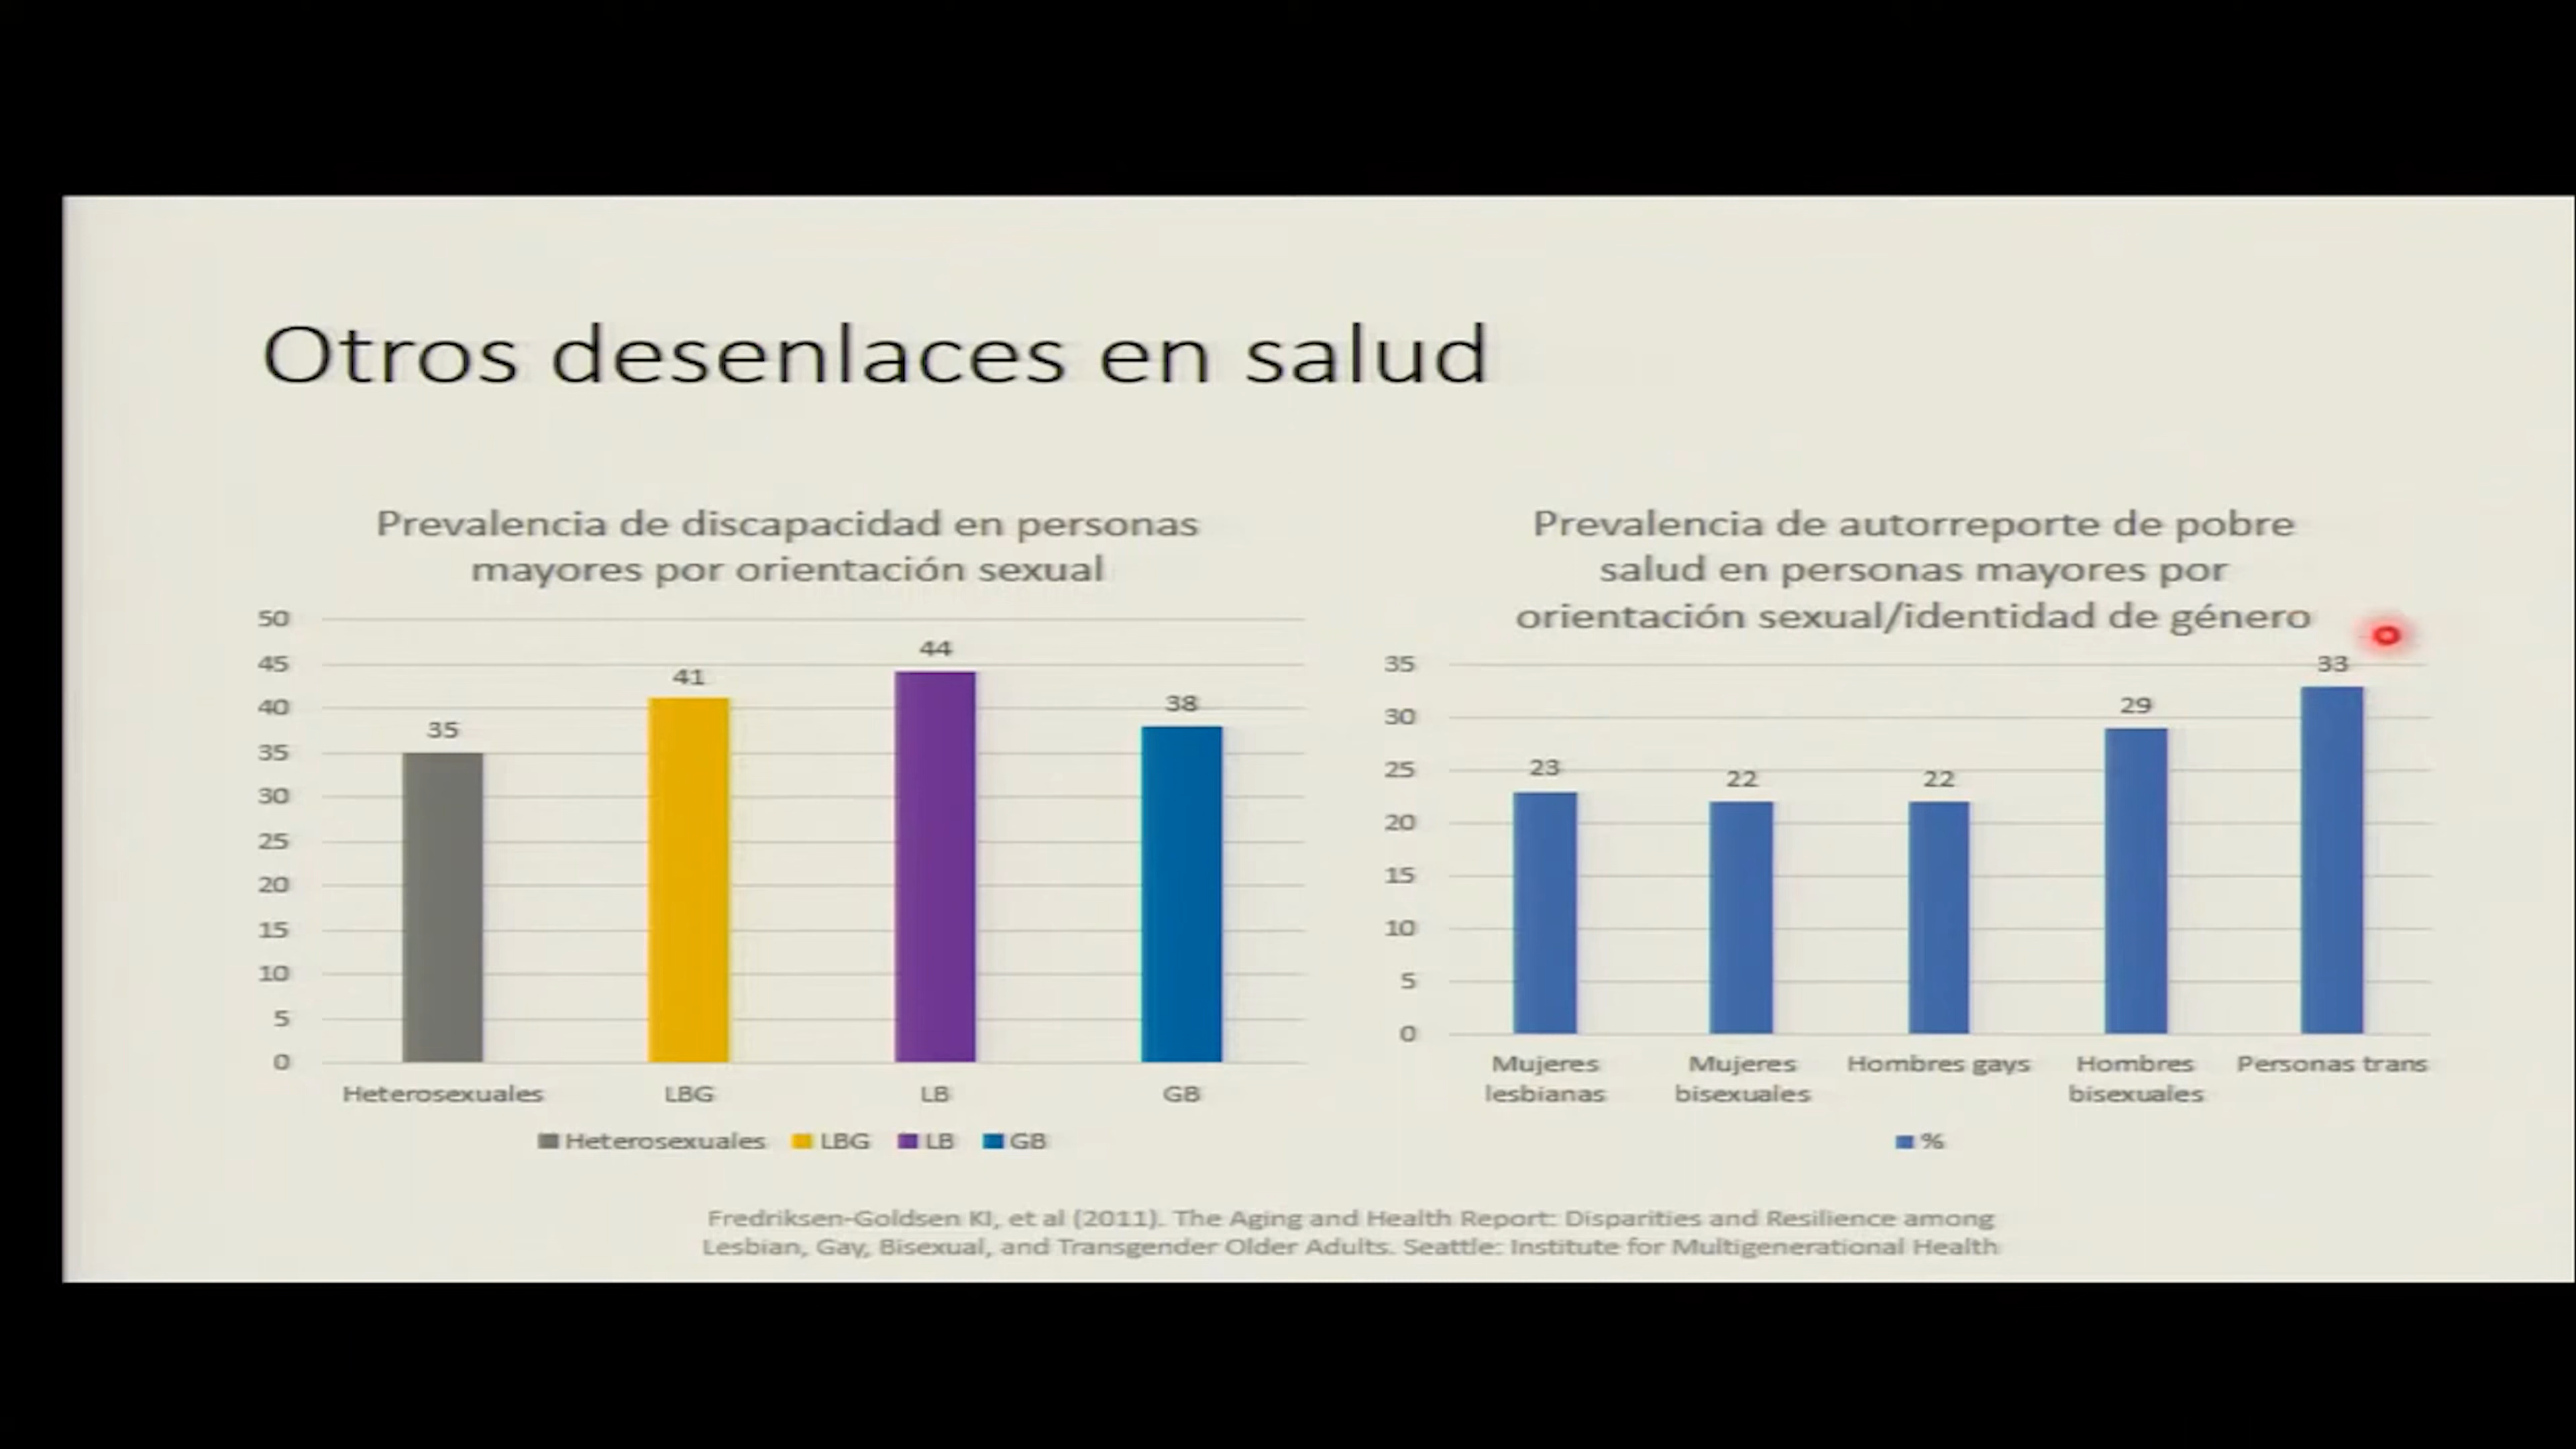 Otros desenlaces en salud
Prevalencia de discapacidad en personas
mayores por orientación sexual
50
45
40
35
30
25
20
15
10
5
0
35
41
44
38
Heterosexuales
LBG
LB
GB
Heterosexuales LBG LB GB
Prevalencia de autorreporte de pobre
salud en personas mayores por
orientación sexual/identidad de género
35
30
25
20
15
10
5
0
23
22
22
29
33
Mujeres
lesbianas
Mujeres
bisexuales
Hombres gays
Hombres
bisexuales
Personas trans
%
Fredriksen-Goldsen KI, et al (2011). The Aging and Health Report: Disparities and Resilience among
Lesbian, Gay, Bisexual, and Transgender Older Adults. Seattle: Institute for Multigenerational Health